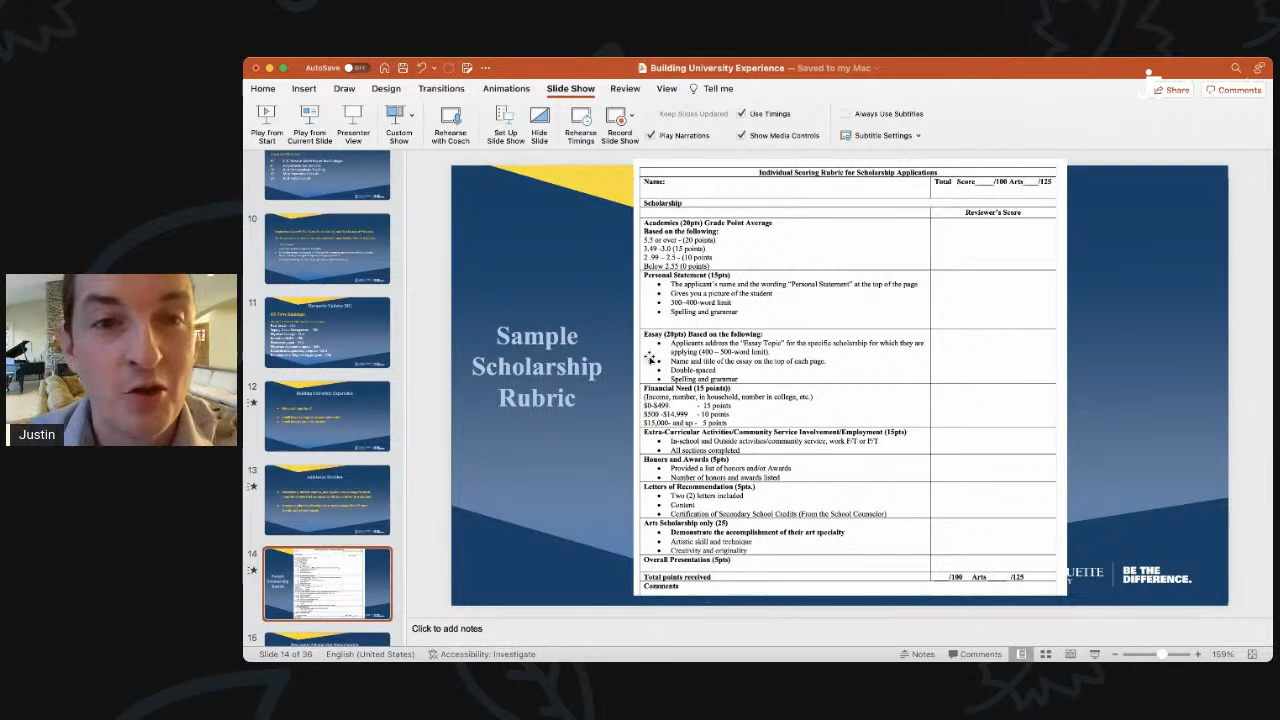 AutoSave OFF
Building University Experience — Saved to my Mac
Home Insert Draw Design Transitions Animations Slide Show Review View Tell me
Share Comments
Play from Start
Play from Current Slide
Presenter View
Custom Show
Rehearse with Coach
Set Up Slide Show
Hide Slide
Rehearse Timings
Record Slide Show
Keep Slides Updated
Use Timings
Always Use Subtitles
Play Narrations
Show Media Controls
Subtitle Settings
10
11
Marquette Updates 2021
12
Building University Experience
13
Admission Decision
14
Sample
Scholarship
Rubric
15
Justin
Sample
Scholarship
Rubric
Individual Scoring Rubric for Scholarship Applications
Name: Total Score_____/100 Arts____/125
Scholarship
Reviewer's Score
Academics (20pts) Grade Point Average
Based on the following:
3.5 or over - (20 points)
3.49 -3.0 (15 points)
2 .99 – 2.5 - (10 points
Below 2.55 (0 points)
Personal Statement (15pts)
• The applicant's name and the wording "Personal Statement" at the top of the page
• Gives you a picture of the student
• 300–400-word limit
• Spelling and grammar
Essay (20pts) Based on the following:
• Applicants address the "Essay Topic" for the specific scholarship for which they are
applying (400 – 500-word limit).
• Name and title of the essay on the top of each page.
• Double-spaced
• Spelling and grammar
Financial Need (15 points))
(Income, number, in household, number in college, etc.)
$0-$499. - 15 points
$500 -$14,999 - 10 points
$15,000- and up - 5 points
Extra-Curricular Activities/Community Service Involvement/Employment (15pts)
• In-school and Outside activities/community service, work F/T or P/T
• All sections completed
Honors and Awards (5pts)
• Provided a list of honors and/or Awards
• Number of honors and awards listed
Letters of Recommendation (5pts.)
• Two (2) letters included
• Content
• Certification of Secondary School Credits (From the School Counselor)
Arts Scholarship only (25)
• Demonstrate the accomplishment of their art specialty
• Artistic skill and technique
• Creativity and originality
Overall Presentation (5pts)
Total points received ____/100 Arts ______/125
Comments
UETTE
Y
BE THE
DIFFERENCE.
Click to add notes
Slide 14 of 36 English (United States) Accessibility: Investigate Notes Comments 159%